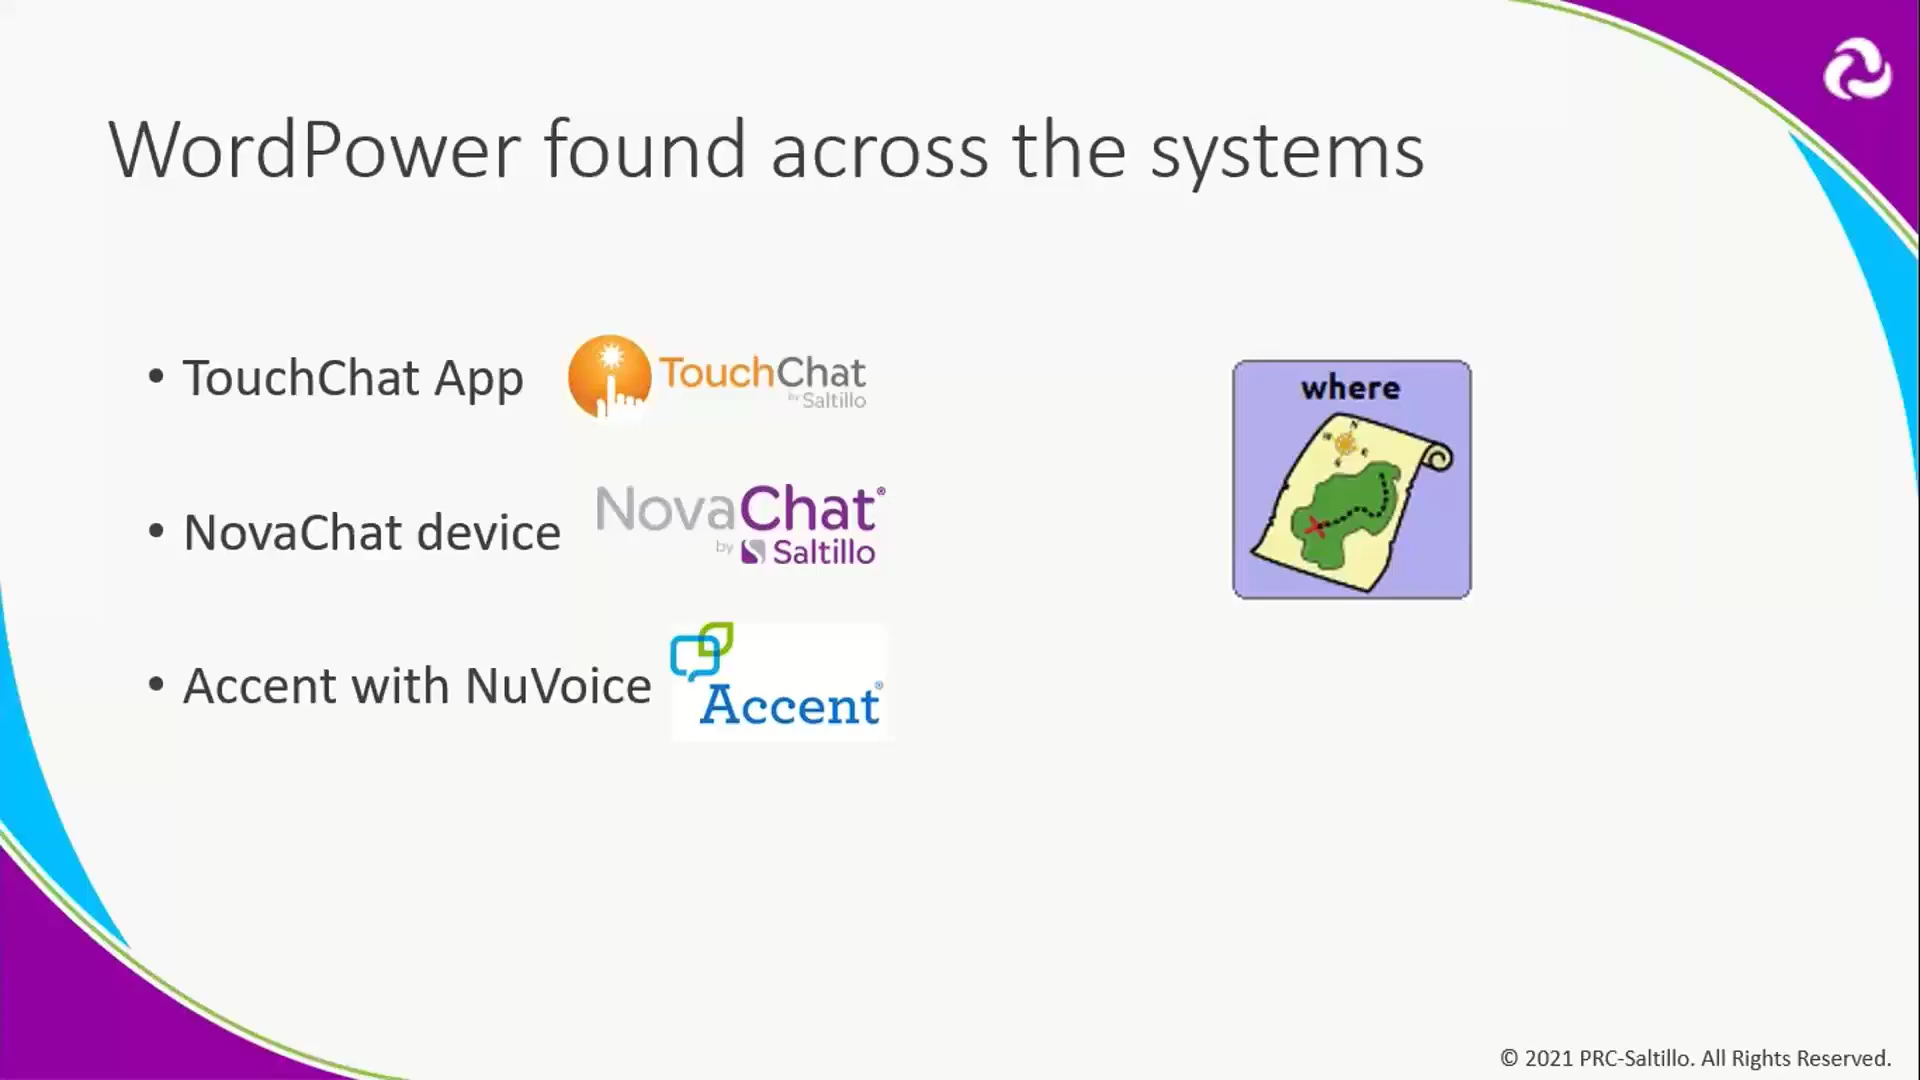 WordPower found across the systems
• TouchChat App
TouchChat
by Saltillo
• NovaChat device
NovaChat®
by Saltillo
• Accent with NuVoice
Accent®
where
N
© 2021 PRC-Saltillo. All Rights Reserved.